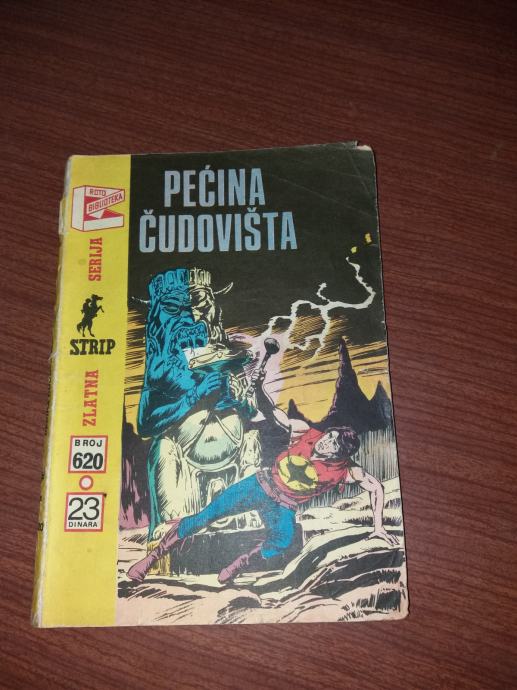 PEĆINA
ČUDOVIŠTA
ROTO
BIBLIOTEKA
ZLATNA
STRIP
SERIJA
BROJ
620
23
DINARA